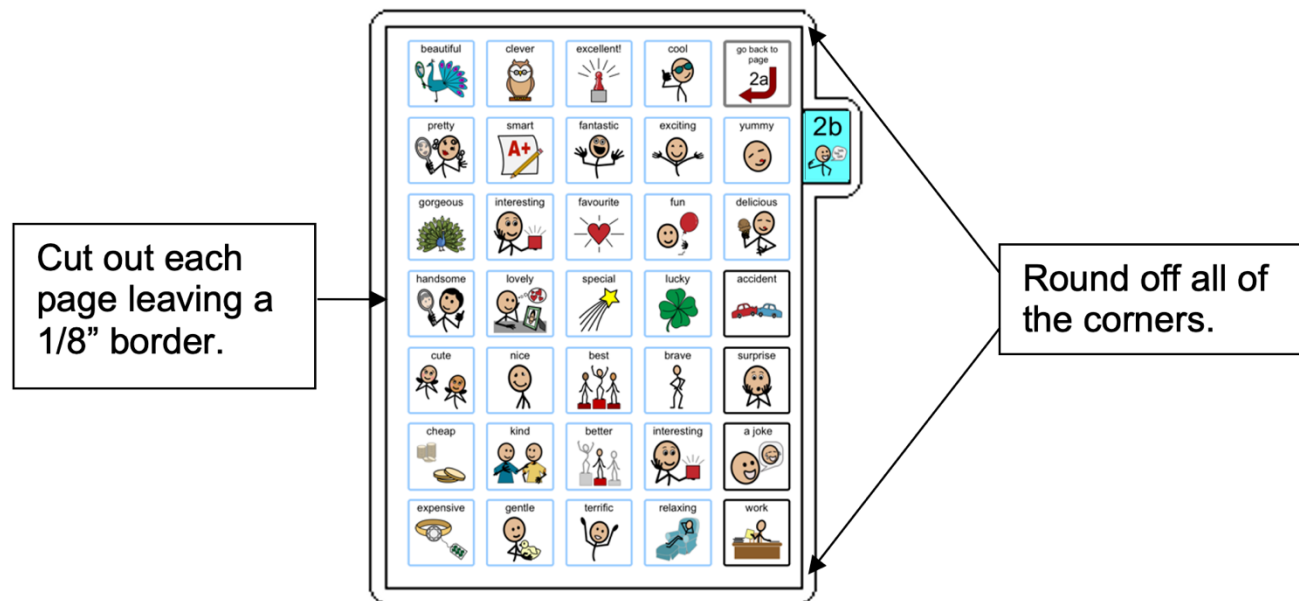 beautiful
clever
excellent!
cool
go back to
page
2a
pretty
smart
A+
fantastic
exciting
yummy
2b
gorgeous
interesting
favourite
fun
delicious
Cut out each
page leaving a
1/8” border.
handsome
lovely
special
lucky
accident
Round off all of
the corners.
cute
nice
best
brave
surprise
cheap
kind
better
interesting
a joke
expensive
gentle
terrific
relaxing
work